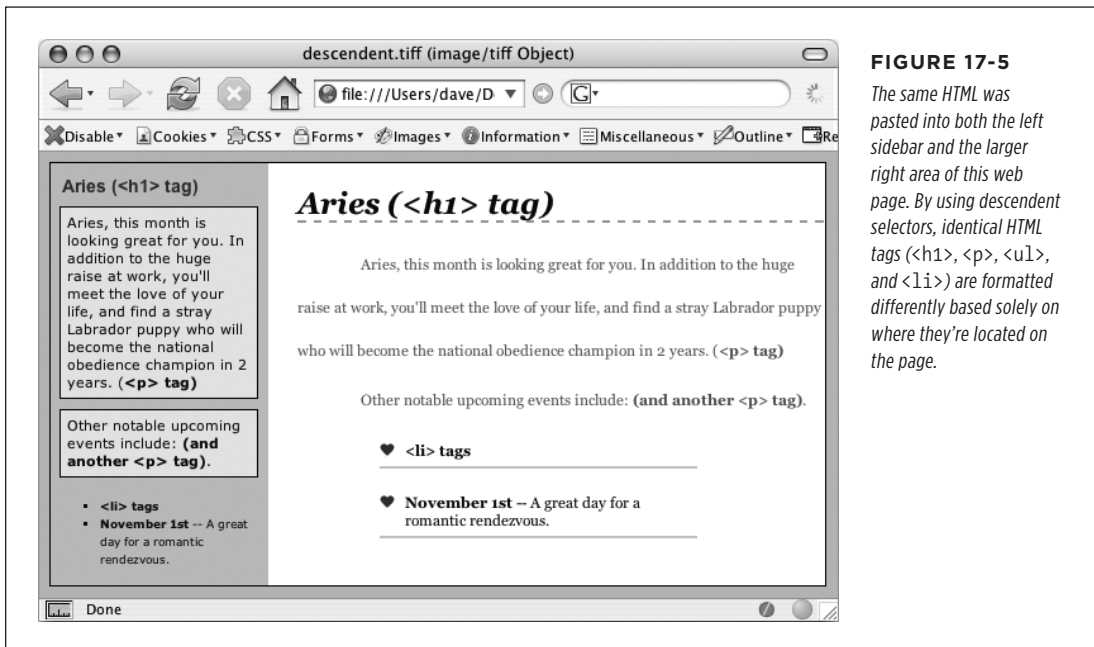 descendent.tiff (image/tiff Object)
file:///Users/dave/D
G
Disable Cookies CSS Forms Images Information Miscellaneous Outline Re
Aries (<h1> tag)
Aries, this month is
looking great for you. In
addition to the huge
raise at work, you'll
meet the love of your
life, and find a stray
Labrador puppy who will
become the national
obedience champion in 2
years. (<p> tag)
Other notable upcoming
events include: (and
another <p> tag).
<li> tags
November 1st -- A great
day for a romantic
rendezvous.
Aries (<h1> tag)
Aries, this month is looking great for you. In addition to the huge
raise at work, you'll meet the love of your life, and find a stray Labrador puppy
who will become the national obedience champion in 2 years. (<p> tag)
Other notable upcoming events include: (and another <p> tag).
<li> tags
November 1st -- A great day for a
romantic rendezvous.
Done
FIGURE 17-5
The same HTML was
pasted into both the left
sidebar and the larger
right area of this web
page. By using descendent
selectors, identical HTML
tags (<h1>, <p>, <ul>,
and <li>) are formatted
differently based solely on
where they're located on
the page.